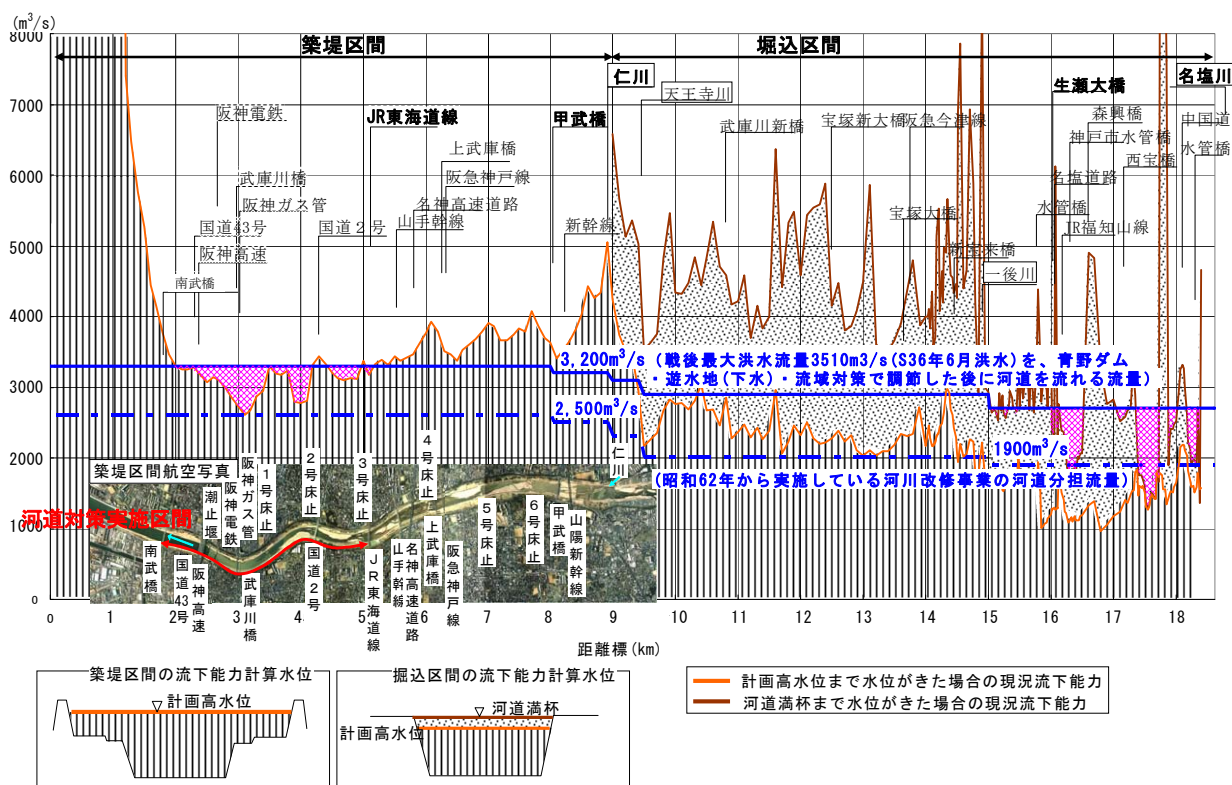 (m³/s)
8000
7000
6000
5000
4000
3000
2000
1000
0
築堤区間
堀込区間
仁川
天王寺川
生瀬大橋
名塩川
阪神電鉄
JR東海道線
甲武橋
武庫川新橋
宝塚新大橋
阪急今津線
森興橋
中国道
神戸市水管橋
水管橋
上武庫橋
西宝橋
武庫川橋
阪急神戸線
名塩道路
阪神ガス管
名神高速道路
水管橋
国道43号
国道2号
山手幹線
新幹線
宝塚大橋
JR福知山線
阪神高速
新宝来橋
南武橋
一後川
3,200m³/s (戦後最大洪水流量3510m3/s(S36年6月洪水)を、青野ダム
・遊水地(下水)・流域対策で調節した後に河道を流れる流量)
2,500m³/s
1900m³/s
(昭和62年から実施している河川改修事業の河道分担流量)
築堤区間航空写真
河道対策実施区間
南武橋
国道43号
阪神高速
潮止堰
阪神電鉄
阪神ガス管
武庫川橋
1号床止
2号床止
国道2号
3号床止
JR東海道線
山手幹線
名神高速道路
4号床止
上武庫橋
阪急神戸線
5号床止
6号床止
甲武橋
山陽新幹線
仁川
0 1 2 3 4 5 6 7 8 9 10 11 12 13 14 15 16 17 18
距離標(km)
築堤区間の流下能力計算水位
計画高水位
堀込区間の流下能力計算水位
河道満杯
計画高水位
計画高水位まで水位がきた場合の現況流下能力
河道満杯まで水位がきた場合の現況流下能力